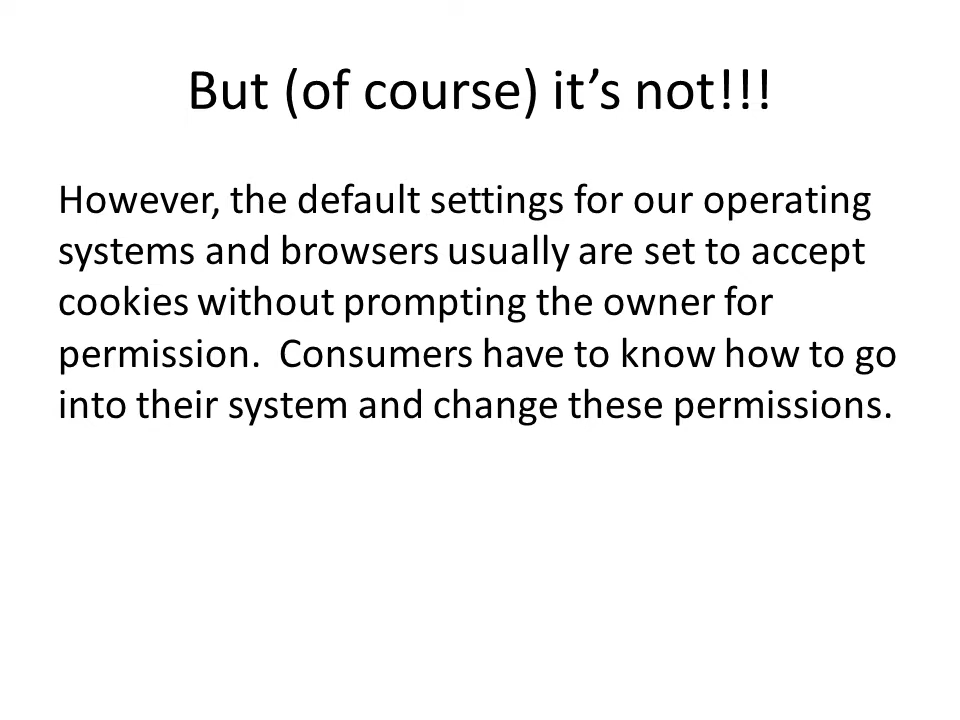 But (of course) it’s not!!!
However, the default settings for our operating
systems and browsers usually are set to accept
cookies without prompting the owner for
permission.  Consumers have to know how to go
into their system and change these permissions.